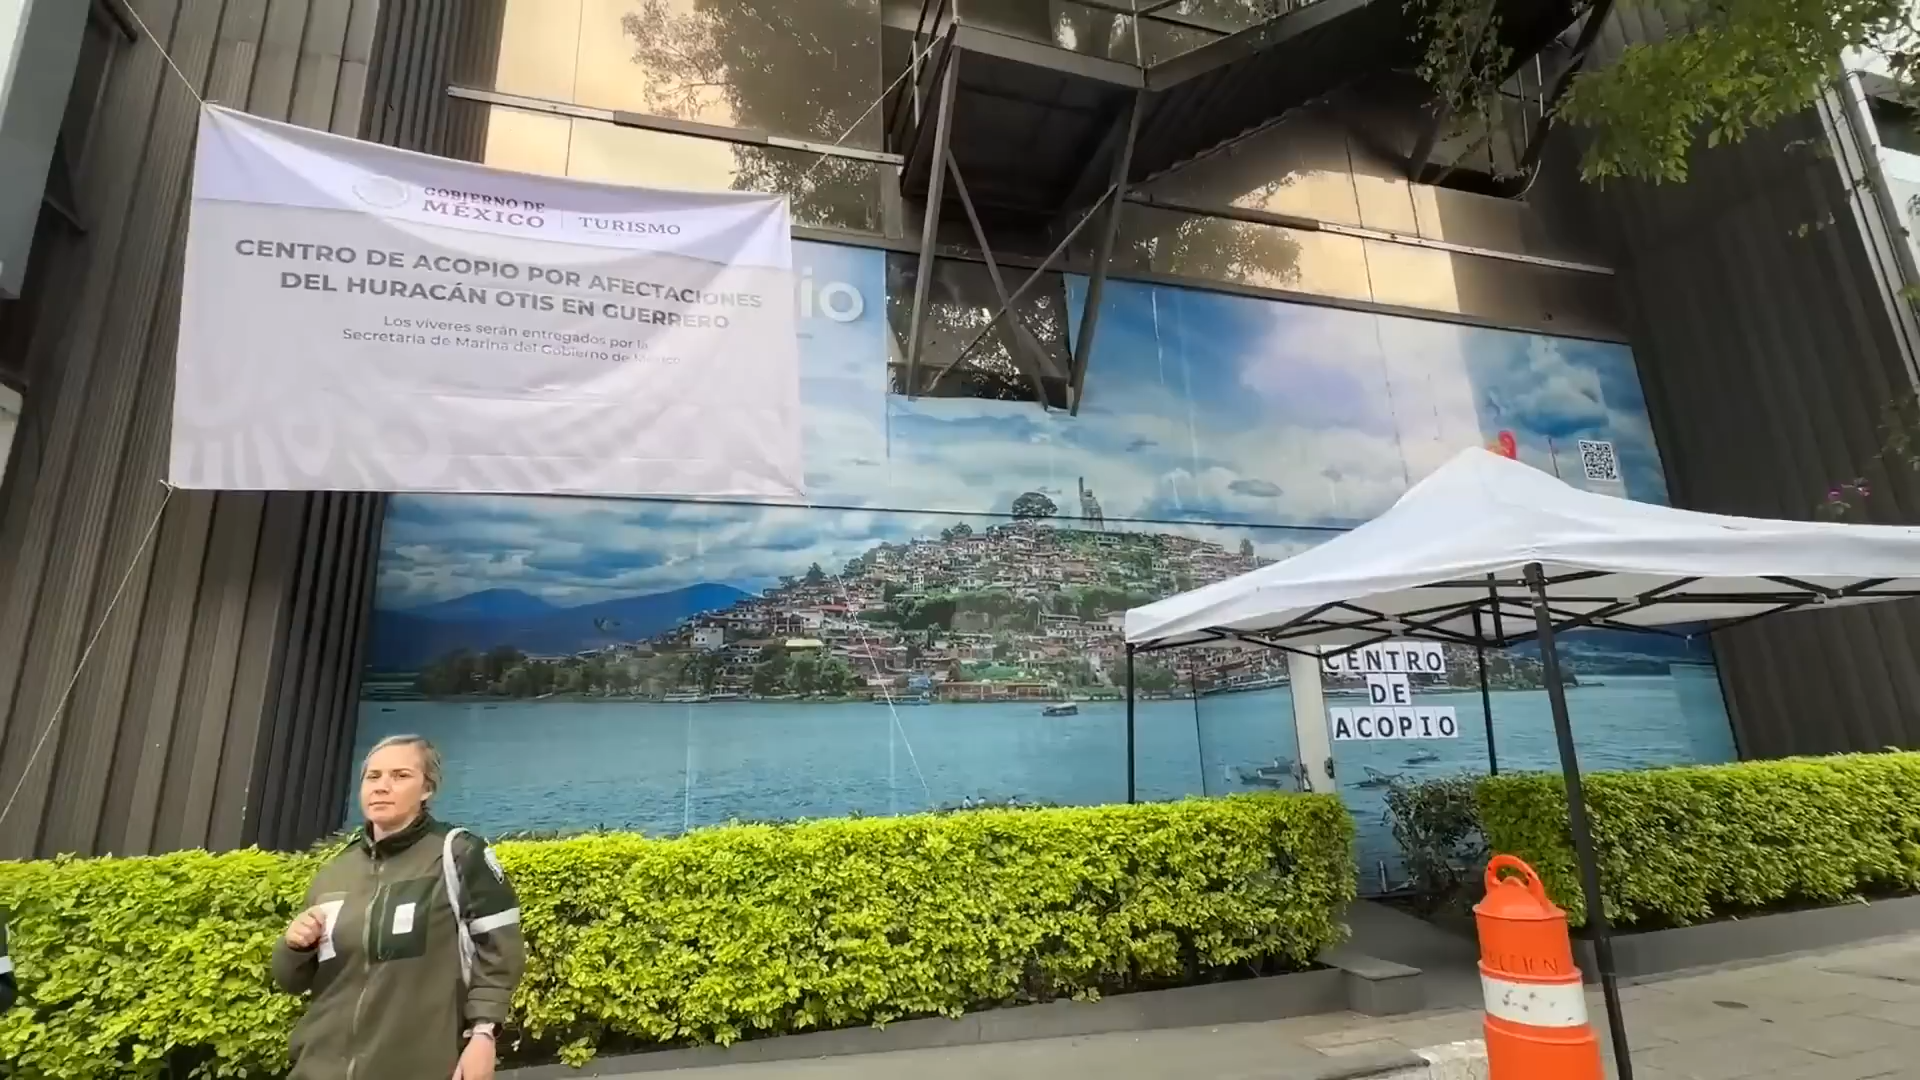 GOBIERNO DE
MÉXICO
TURISMO
CENTRO DE ACOPIO POR AFECTACIONES
DEL HURACÁN OTIS EN GUERRERO
Los víveres serán entregados por la
Secretaría de Marina del Gobierno de México
io
CENTRO
DE
ACOPIO